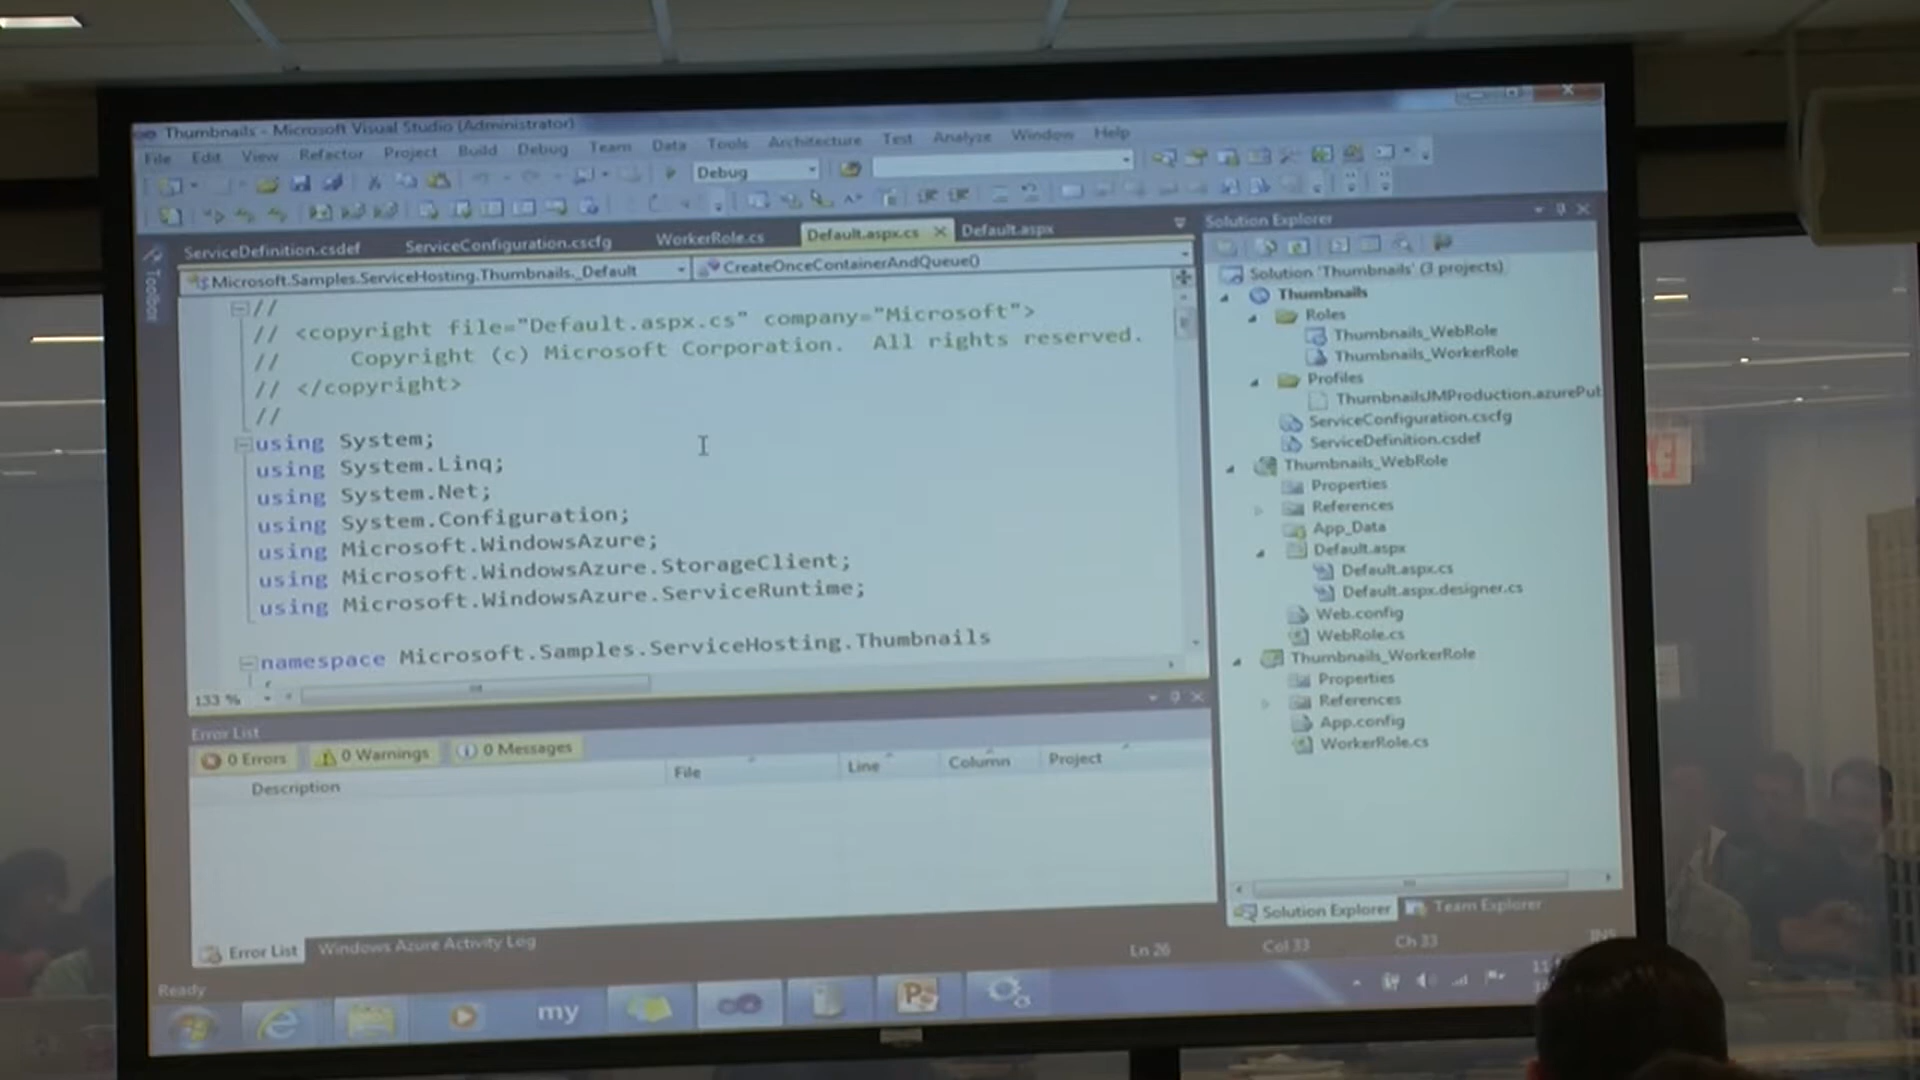 Thumbnails - Microsoft Visual Studio (Administrator)
File Edit View Refactor Project Build Debug Team Data Tools Architecture Test Analyze Window Help
Debug
ServiceDefinition.csdef ServiceConfiguration.cscfg WorkerRole.cs Default.aspx.cs Default.aspx
Microsoft.Samples.ServiceHosting.Thumbnails._Default CreateOnceContainerAndQueue()
Toolbox
//
// <copyright file="Default.aspx.cs" company="Microsoft">
// Copyright (c) Microsoft Corporation. All rights reserved.
// </copyright>
//
using System;
using System.Linq;
using System.Net;
using System.Configuration;
using Microsoft.WindowsAzure;
using Microsoft.WindowsAzure.StorageClient;
using Microsoft.WindowsAzure.ServiceRuntime;
namespace Microsoft.Samples.ServiceHosting.Thumbnails
{
133 %
Error List
0 Errors 0 Warnings 0 Messages
Description File Line Column Project
Error List Windows Azure Activity Log
Ready Ln 26 Col 33 Ch 33 INS
Solution Explorer
Solution 'Thumbnails' (3 projects)
Thumbnails
Roles
Thumbnails_WebRole
Thumbnails_WorkerRole
Profiles
ThumbnailsJMProduction.azurePub
ServiceConfiguration.cscfg
ServiceDefinition.csdef
Thumbnails_WebRole
Properties
References
App_Data
Default.aspx
Default.aspx.cs
Default.aspx.designer.cs
Web.config
WebRole.cs
Thumbnails_WorkerRole
Properties
References
App.config
WorkerRole.cs
Solution Explorer Team Explorer
my